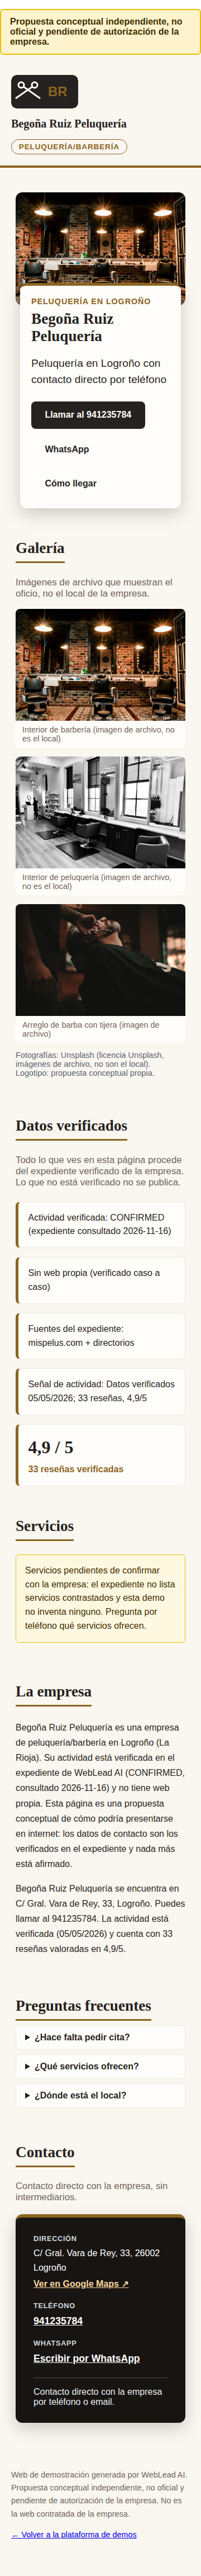 Propuesta conceptual independiente, no
oficial y pendiente de autorización de la
empresa.
BR
Begoña Ruiz Peluquería
PELUQUERÍA/BARBERÍA
PELUQUERÍA EN LOGROÑO
Begoña Ruiz
Peluquería
Peluquería en Logroño con
contacto directo por teléfono
Llamar al 941235784
WhatsApp
Cómo llegar
Galería
Imágenes de archivo que muestran el
oficio, no el local de la empresa.
Interior de barbería (imagen de archivo, no
es el local)
Interior de peluquería (imagen de archivo,
no es el local)
Arreglo de barba con tijera (imagen de
archivo)
Fotografías: Unsplash (licencia Unsplash,
imágenes de archivo, no son el local).
Logotipo: propuesta conceptual propia.
Datos verificados
Todo lo que ves en esta página procede
del expediente verificado de la empresa.
Lo que no está verificado no se publica.
Actividad verificada: CONFIRMED
(expediente consultado 2026-11-16)
Sin web propia (verificado caso a
caso)
Fuentes del expediente:
mispelus.com + directorios
Señal de actividad: Datos verificados
05/05/2026; 33 reseñas, 4,9/5
4,9 / 5
33 reseñas verificadas
Servicios
Servicios pendientes de confirmar
con la empresa: el expediente no lista
servicios contrastados y esta demo
no inventa ninguno. Pregunta por
teléfono qué servicios ofrecen.
La empresa
Begoña Ruiz Peluquería es una empresa
de peluquería/barbería en Logroño (La
Rioja). Su actividad está verificada en el
expediente de WebLead AI (CONFIRMED,
consultado 2026-11-16) y no tiene web
propia. Esta página es una propuesta
conceptual de cómo podría presentarse
en internet: los datos de contacto son los
verificados en el expediente y nada más
está afirmado.
Begoña Ruiz Peluquería se encuentra en
C/ Gral. Vara de Rey, 33, Logroño. Puedes
llamar al 941235784. La actividad está
verificada (05/05/2026) y cuenta con 33
reseñas valoradas en 4,9/5.
Preguntas frecuentes
¿Hace falta pedir cita?
¿Qué servicios ofrecen?
¿Dónde está el local?
Contacto
Contacto directo con la empresa, sin
intermediarios.
DIRECCIÓN
C/ Gral. Vara de Rey, 33, 26002
Logroño
Ver en Google Maps ↗
TELÉFONO
941235784
WHATSAPP
Escribir por WhatsApp
Contacto directo con la empresa
por teléfono o email.
Web de demostración generada por WebLead AI.
Propuesta conceptual independiente, no oficial y
pendiente de autorización de la empresa. No es
la web contratada de la empresa.
← Volver a la plataforma de demos